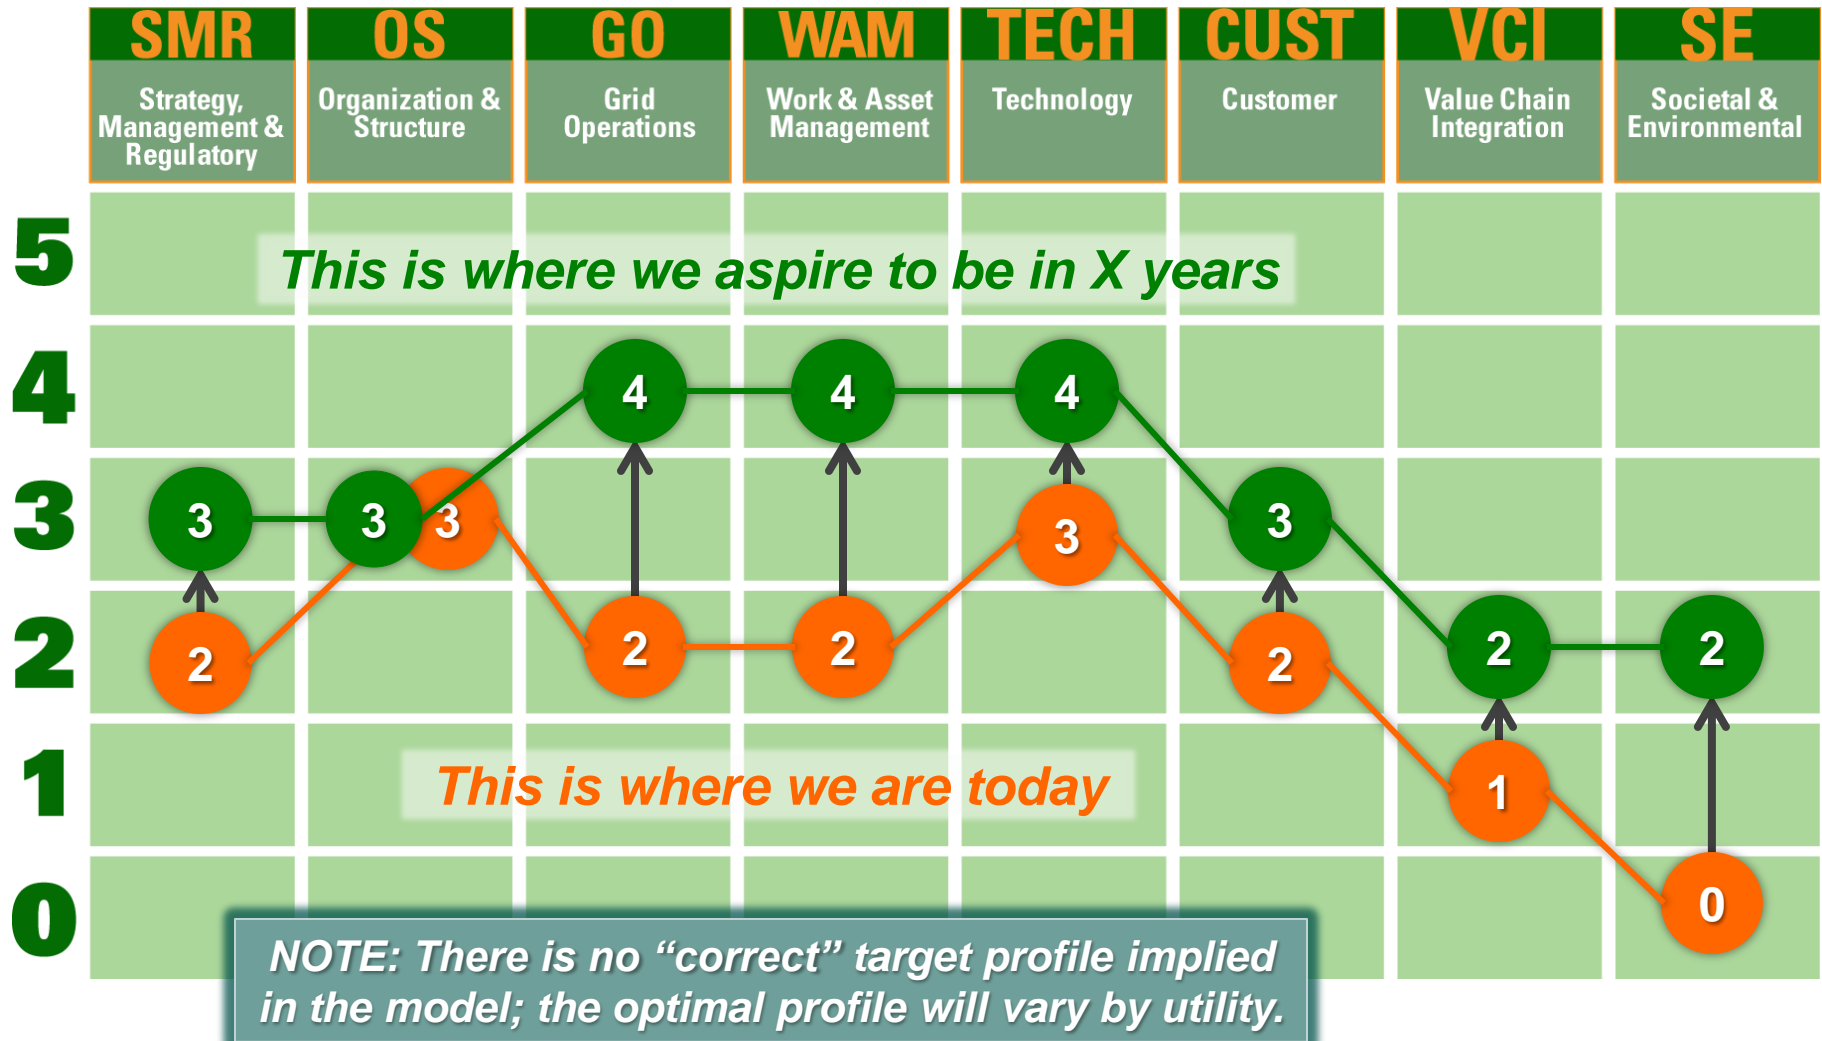 SMR OS GO WAM TECH CUST VCI SE
Strategy,
Management &
Regulatory
Organization &
Structure
Grid
Operations
Work & Asset
Management
Technology
Customer
Value Chain
Integration
Societal &
Environmental
5
This is where we aspire to be in X years
4
4 4 4
3
3 3 3 3 3
2
2 2 2 2 2 2
1
This is where we are today
1
0
0
NOTE: There is no “correct” target profile implied
in the model; the optimal profile will vary by utility.